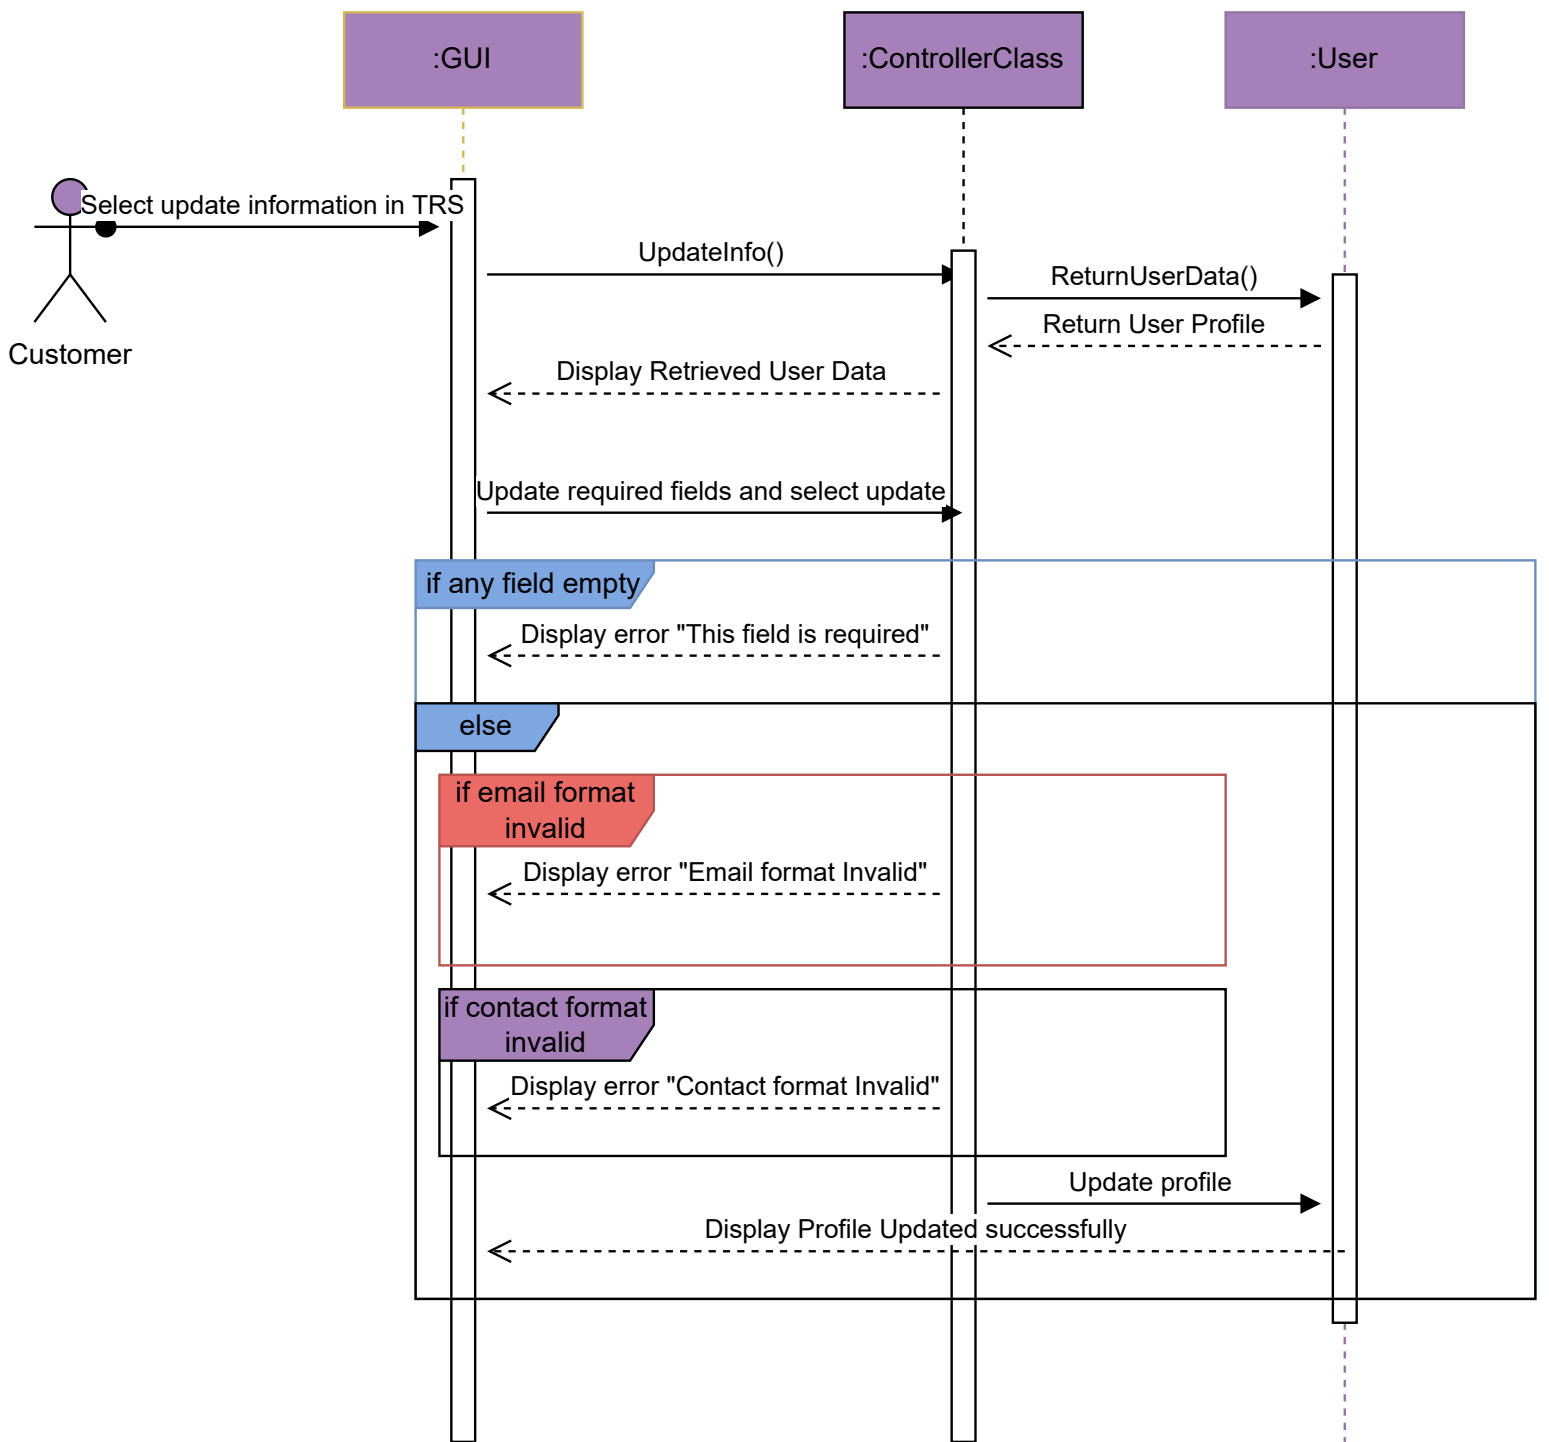 :GUI
:ControllerClass
:User
Select update information in TRS
UpdateInfo()
ReturnUserData()
Return User Profile
Customer
Display Retrieved User Data
Update required fields and select update
if any field empty
Display error "This field is required"
else
if email format
invalid
Display error "Email format Invalid"
if contact format
invalid
Display error "Contact format Invalid"
Update profile
Display Profile Updated successfully